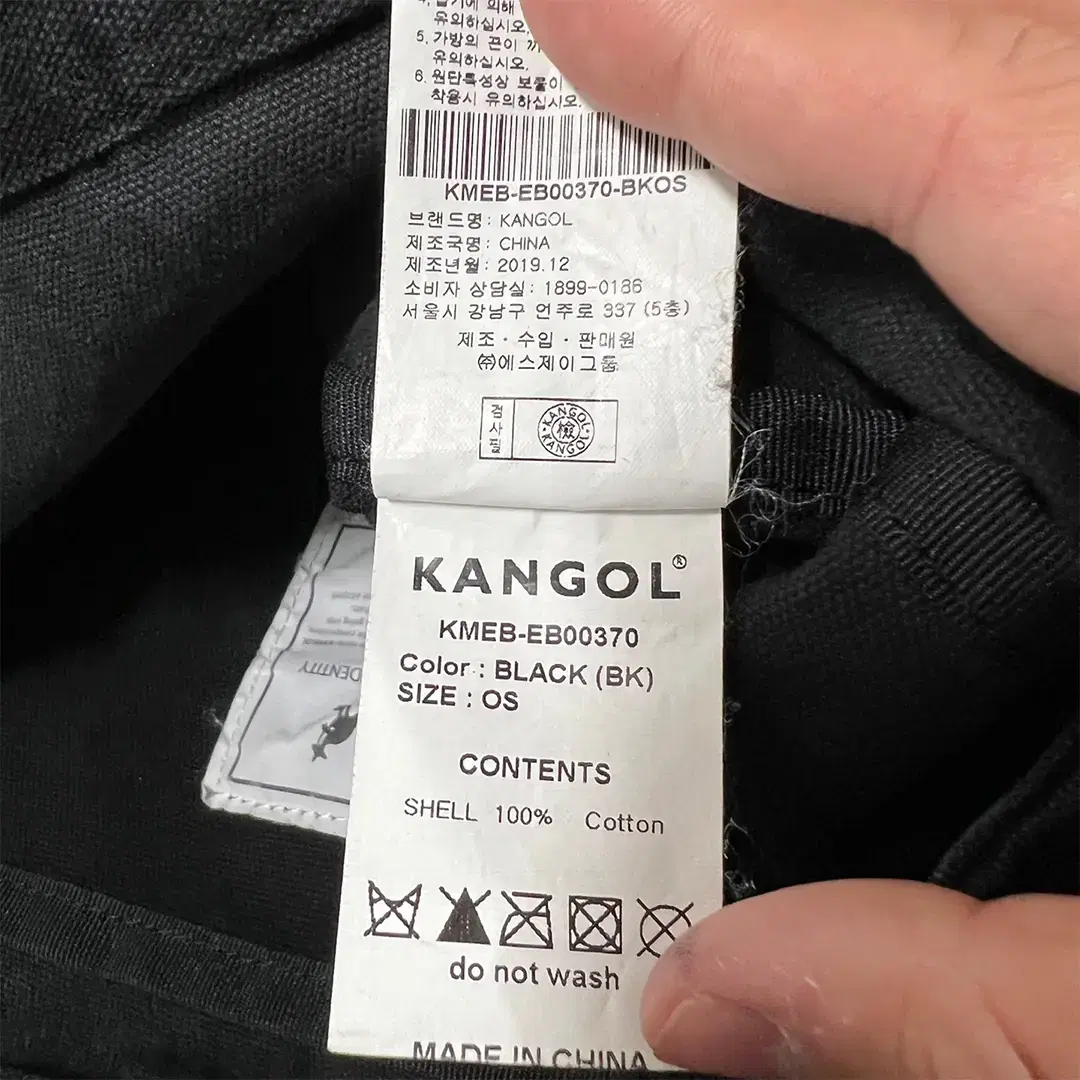 유의하십시오.
5. 가방의 끈이
유의하십시오.
6. 원단특성상 보풀이
착용시 유의하십시오.
KMEB-EB00370-BKOS
브랜드명: KANGOL
제조국명: CHINA
제조년월: 2019.12
소비자 상담실: 1899-0186
서울시 강남구 언주로 337 (5층)
제조 · 수입 · 판매원
㈜에스제이그룹
검사필
KANGOL
檢
KANGOL
KANGOL®
KMEB-EB00370
Color : BLACK (BK)
SIZE : OS
CONTENTS
SHELL 100% Cotton
do not wash
MADE IN CHINA